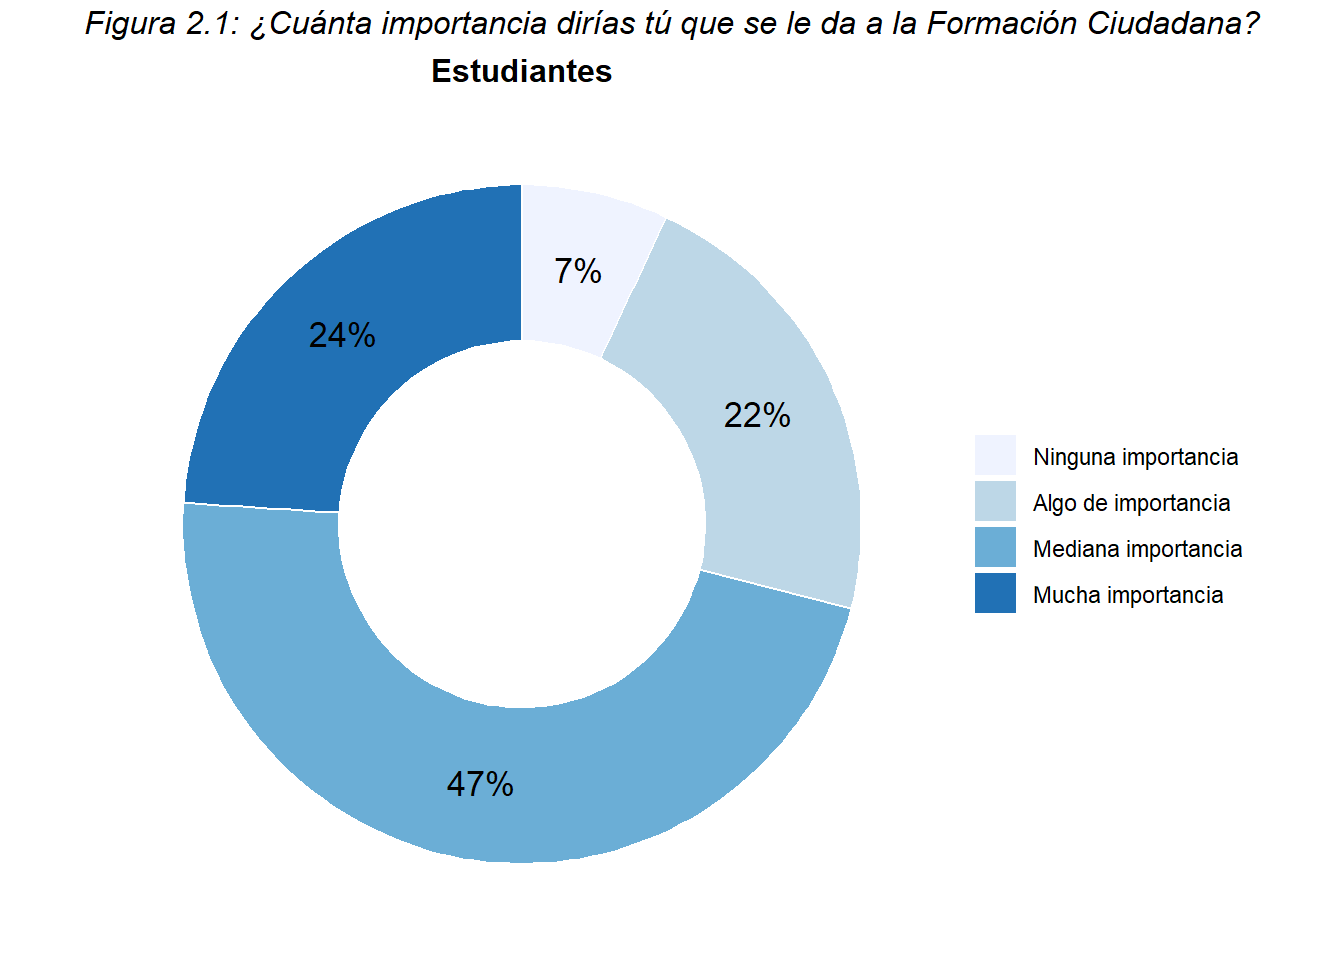 Figura 2.1: ¿Cuánta importancia dirías tú que se le da a la Formación Ciudadana?
Estudiantes
7%
24%
22%
47%
Ninguna importancia
Algo de importancia
Mediana importancia
Mucha importancia